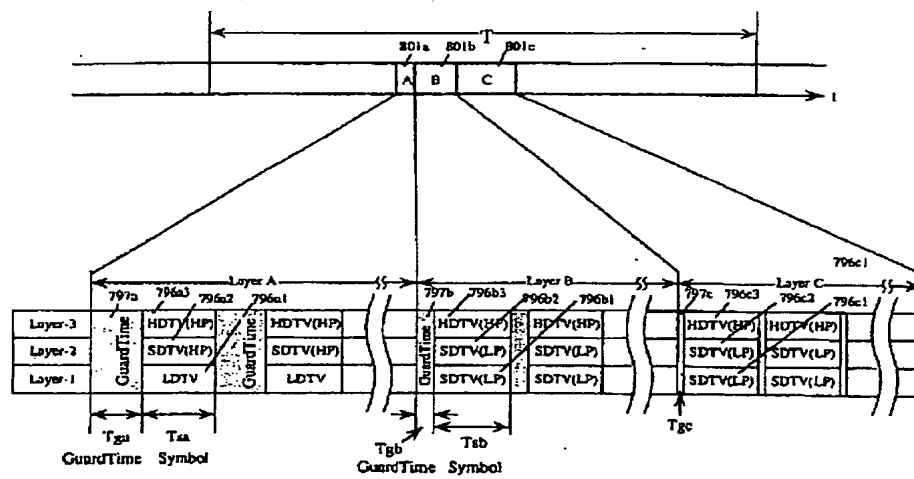 T
801a 801b 801c
A B C
t
796c1
Layer A Layer B Layer C
797a 796a3 796a2 796a1 797b 796b3 796b2 796b1 797c 796c3 796c2 796c1
Layer-3 GuardTime HDTV(HP) GuardTime HDTV(HP) GuardTime HDTV(HP) HDTV(HP) HDTV(HP) HDTV(HP)
Layer-2 SDTV(HP) SDTV(HP) SDTV(LP) SDTV(LP) SDTV(LP) SDTV(LP)
Layer-1 LDTV LDTV SDTV(LP) SDTV(LP) SDTV(LP) SDTV(LP)
Tga Tsa Tgb Tsb Tgc
GuardTime Symbol GuardTime Symbol